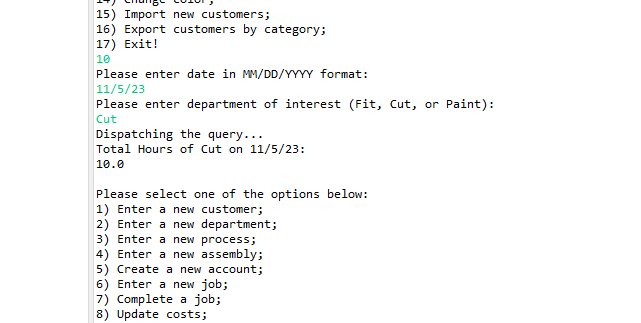 14) Change color;
15) Import new customers;
16) Export customers by category;
17) Exit!
10
Please enter date in MM/DD/YYYY format:
11/5/23
Please enter department of interest (Fit, Cut, or Paint):
Cut
Dispatching the query...
Total Hours of Cut on 11/5/23:
10.0
Please select one of the options below:
1) Enter a new customer;
2) Enter a new department;
3) Enter a new process;
4) Enter a new assembly;
5) Create a new account;
6) Enter a new job;
7) Complete a job;
8) Update costs;